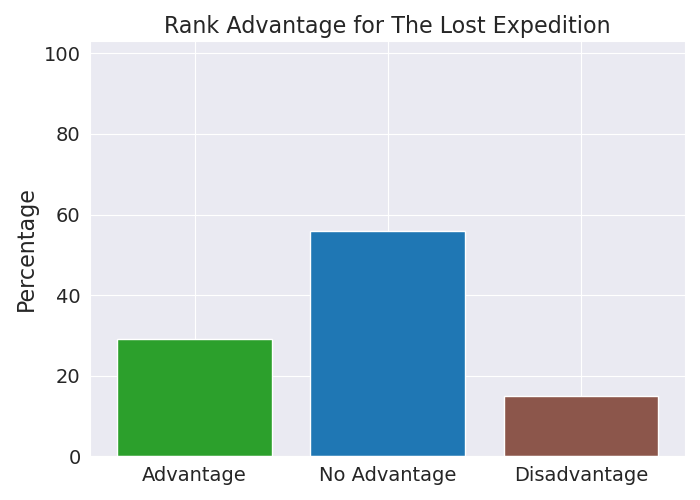 Rank Advantage for The Lost Expedition
100
80
60
40
20
0
Percentage
Advantage
No Advantage
Disadvantage